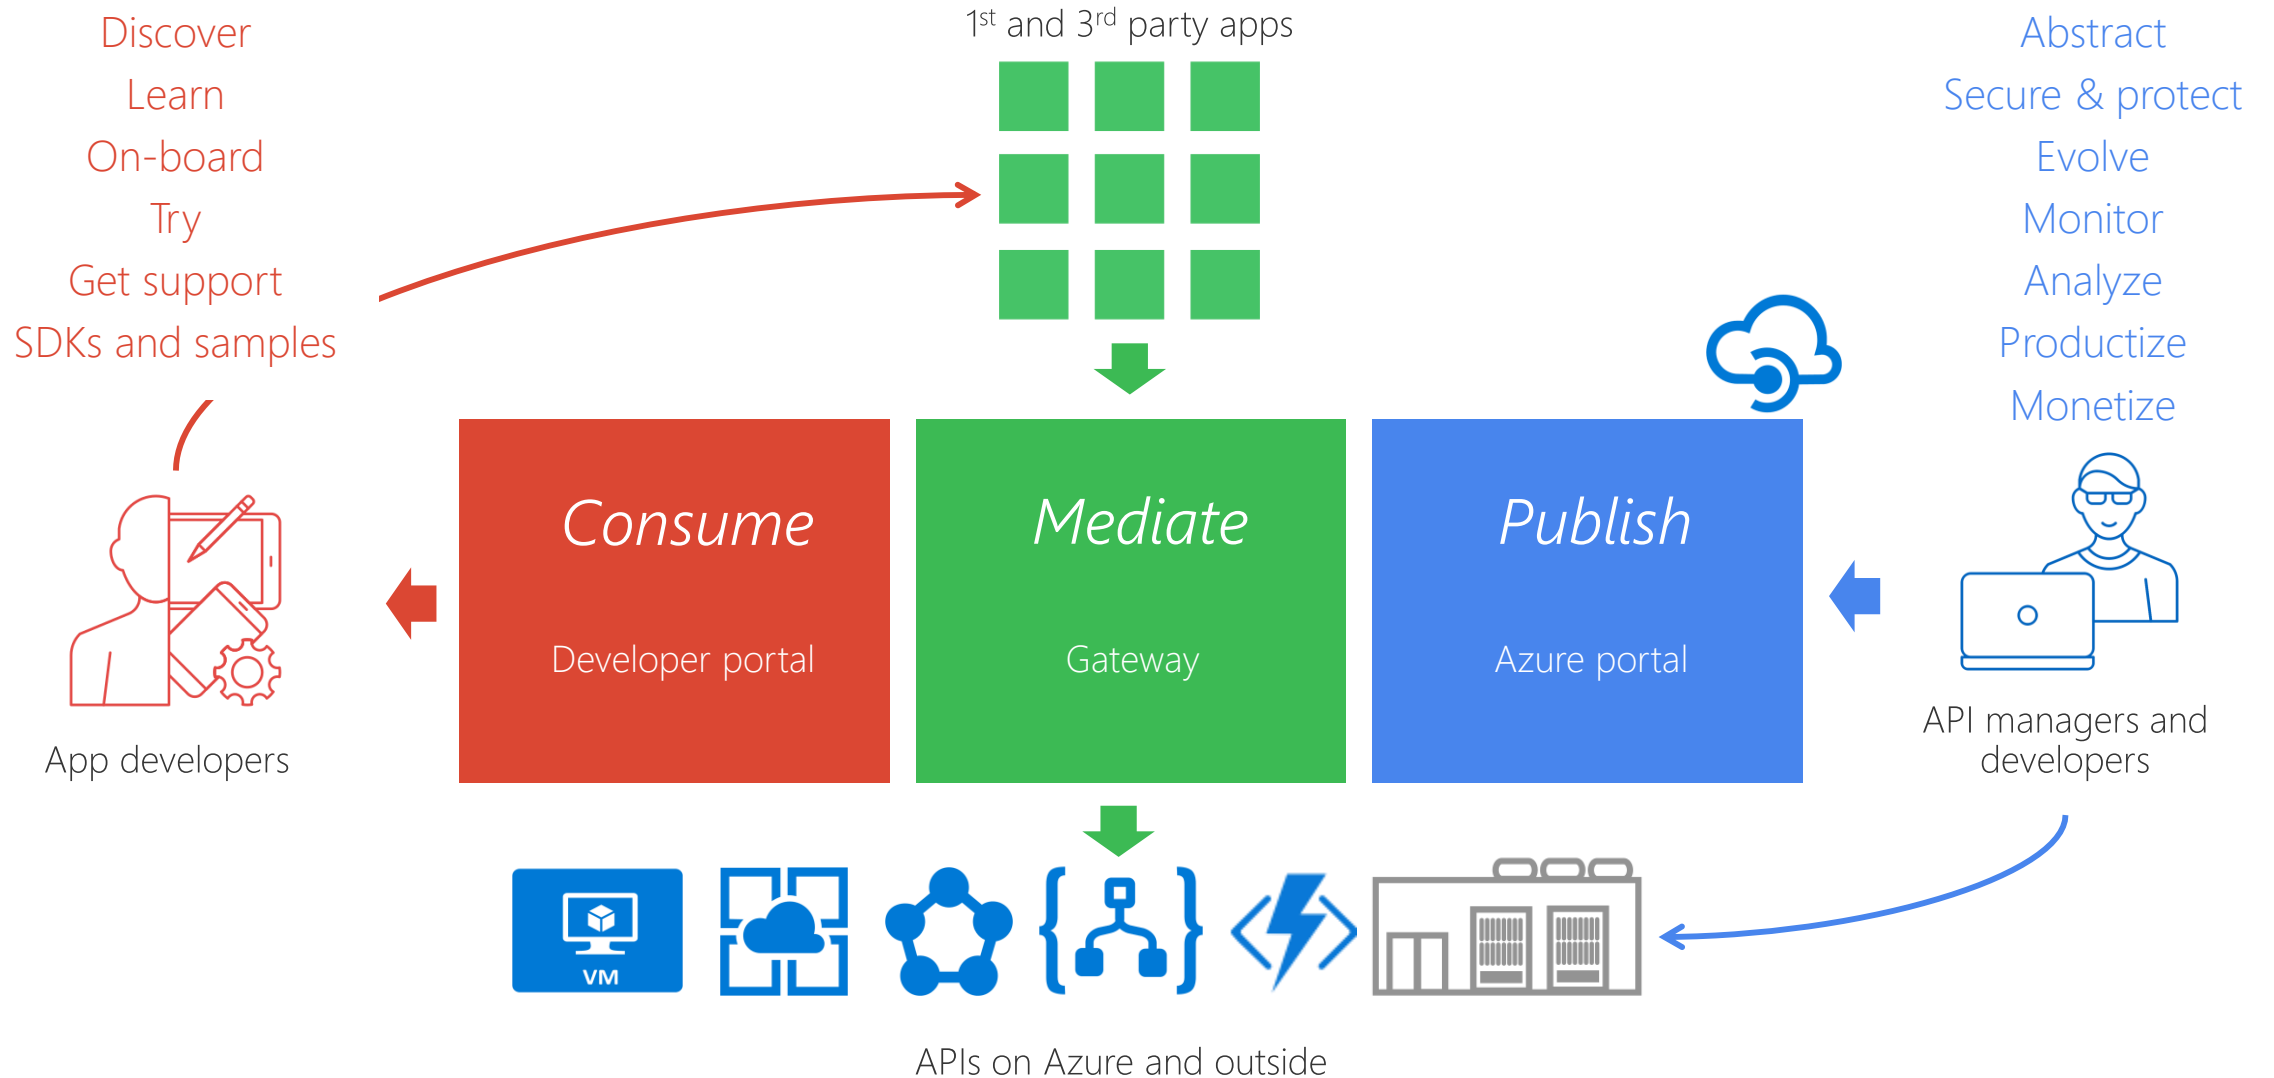 Discover
Learn
On-board
Try
Get support
SDKs and samples
App developers
1st and 3rd party apps
Consume
Developer portal
Mediate
Gateway
Publish
Azure portal
VM
APIs on Azure and outside
Abstract
Secure & protect
Evolve
Monitor
Analyze
Productize
Monetize
API managers and
developers